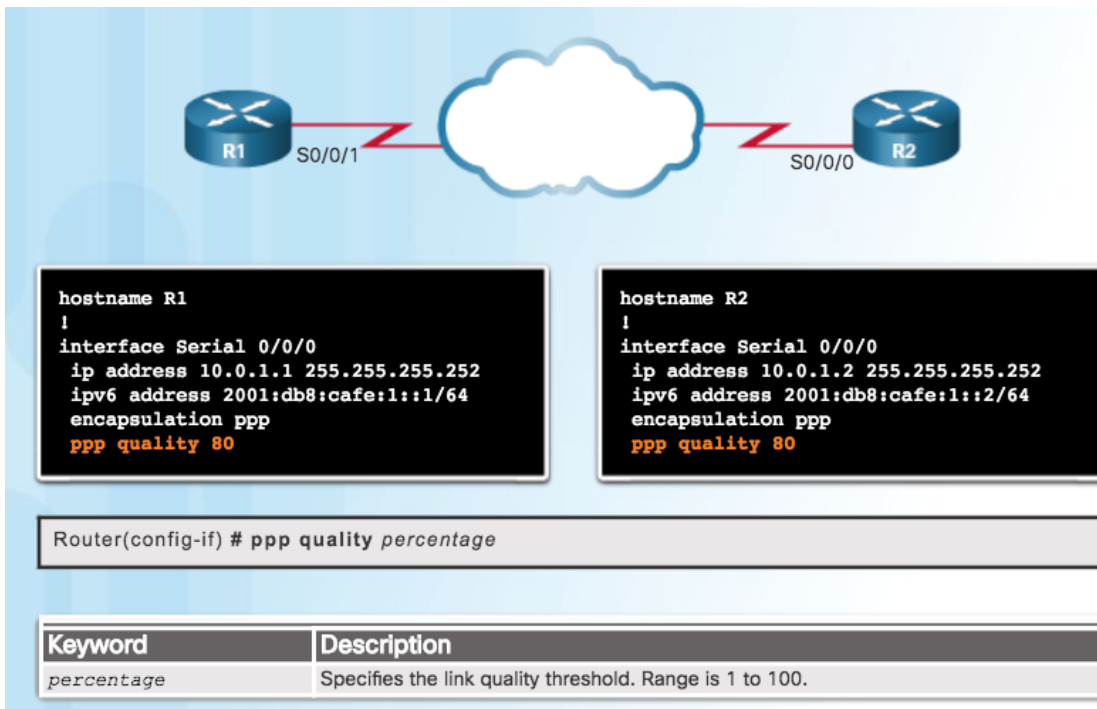 R1
S0/0/1
S0/0/0
R2
hostname R1
!
interface Serial 0/0/0
ip address 10.0.1.1 255.255.255.252
ipv6 address 2001:db8:cafe:1::1/64
encapsulation ppp
ppp quality 80
hostname R2
!
interface Serial 0/0/0
ip address 10.0.1.2 255.255.255.252
ipv6 address 2001:db8:cafe:1::2/64
encapsulation ppp
ppp quality 80
Router(config-if) # ppp quality percentage
Keyword Description
percentage Specifies the link quality threshold. Range is 1 to 100.